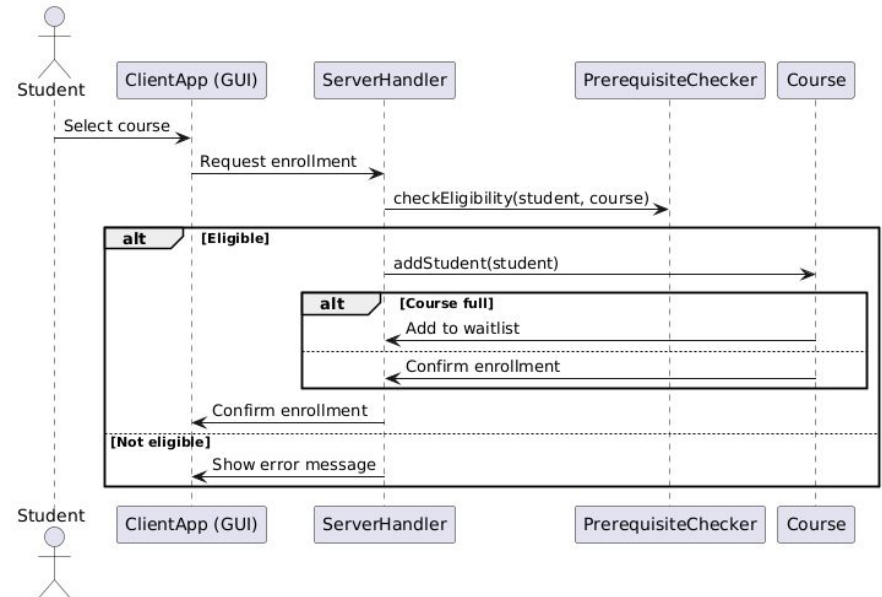 Student
ClientApp (GUI)
ServerHandler
PrerequisiteChecker
Course
Select course
Request enrollment
checkEligibility(student, course)
alt
[Eligible]
addStudent(student)
alt
[Course full]
Add to waitlist
Confirm enrollment
Confirm enrollment
[Not eligible]
Show error message
Student
ClientApp (GUI)
ServerHandler
PrerequisiteChecker
Course